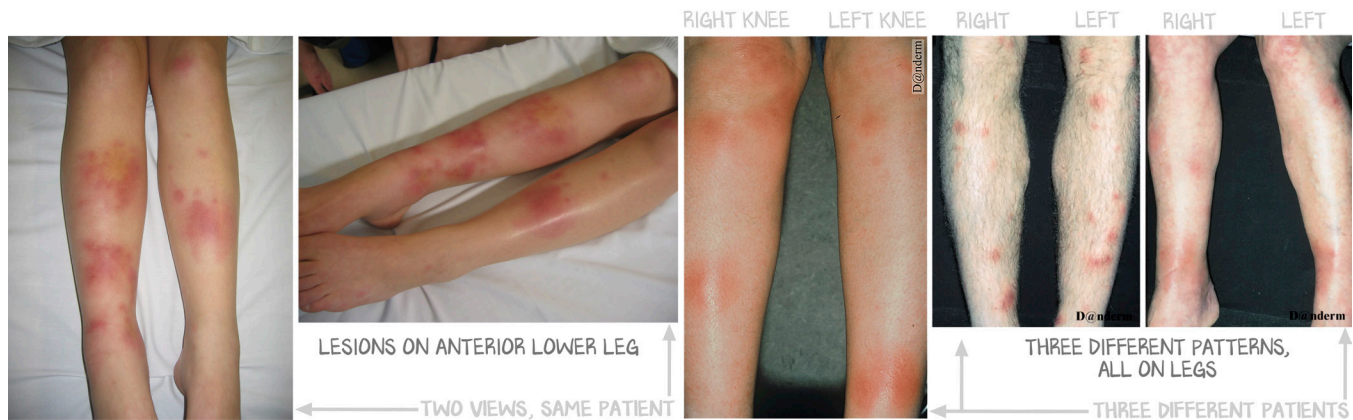 RIGHT KNEE
LEFT KNEE
RIGHT
LEFT
RIGHT
LEFT
D@nderm
D@nderm
D@nderm
LESIONS ON ANTERIOR LOWER LEG
THREE DIFFERENT PATTERNS,
ALL ON LEGS
TWO VIEWS, SAME PATIENT
THREE DIFFERENT PATIENTS